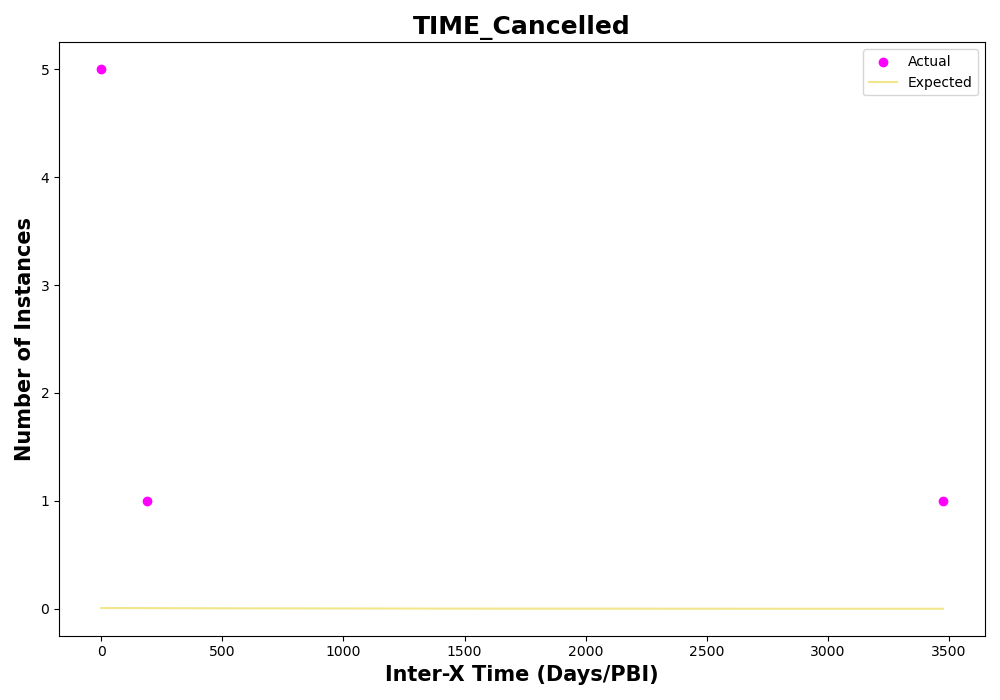 TIME_Cancelled
Actual
Expected
5
4
3
2
1
0
Number of Instances
0 500 1000 1500 2000 2500 3000 3500
Inter-X Time (Days/PBI)